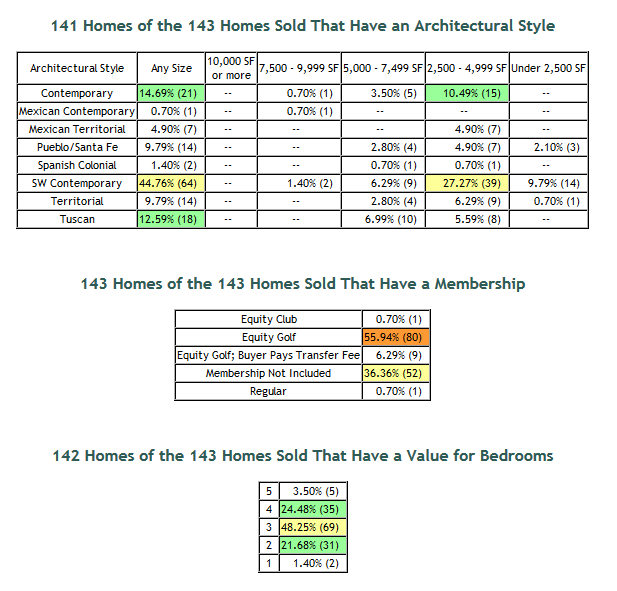 141 Homes of the 143 Homes Sold That Have an Architectural Style
Architectural Style Any Size 10,000 SF or more 7,500 - 9,999 SF 5,000 - 7,499 SF 2,500 - 4,999 SF Under 2,500 SF
Contemporary 14.69% (21) -- 0.70% (1) 3.50% (5) 10.49% (15) --
Mexican Contemporary 0.70% (1) -- 0.70% (1) -- -- --
Mexican Territorial 4.90% (7) -- -- -- 4.90% (7) --
Pueblo/Santa Fe 9.79% (14) -- -- 2.80% (4) 4.90% (7) 2.10% (3)
Spanish Colonial 1.40% (2) -- -- 0.70% (1) 0.70% (1) --
SW Contemporary 44.76% (64) -- 1.40% (2) 6.29% (9) 27.27% (39) 9.79% (14)
Territorial 9.79% (14) -- -- 2.80% (4) 6.29% (9) 0.70% (1)
Tuscan 12.59% (18) -- -- 6.99% (10) 5.59% (8) --
143 Homes of the 143 Homes Sold That Have a Membership
Equity Club 0.70% (1)
Equity Golf 55.94% (80)
Equity Golf; Buyer Pays Transfer Fee 6.29% (9)
Membership Not Included 36.36% (52)
Regular 0.70% (1)
142 Homes of the 143 Homes Sold That Have a Value for Bedrooms
5 3.50% (5)
4 24.48% (35)
3 48.25% (69)
2 21.68% (31)
1 1.40% (2)